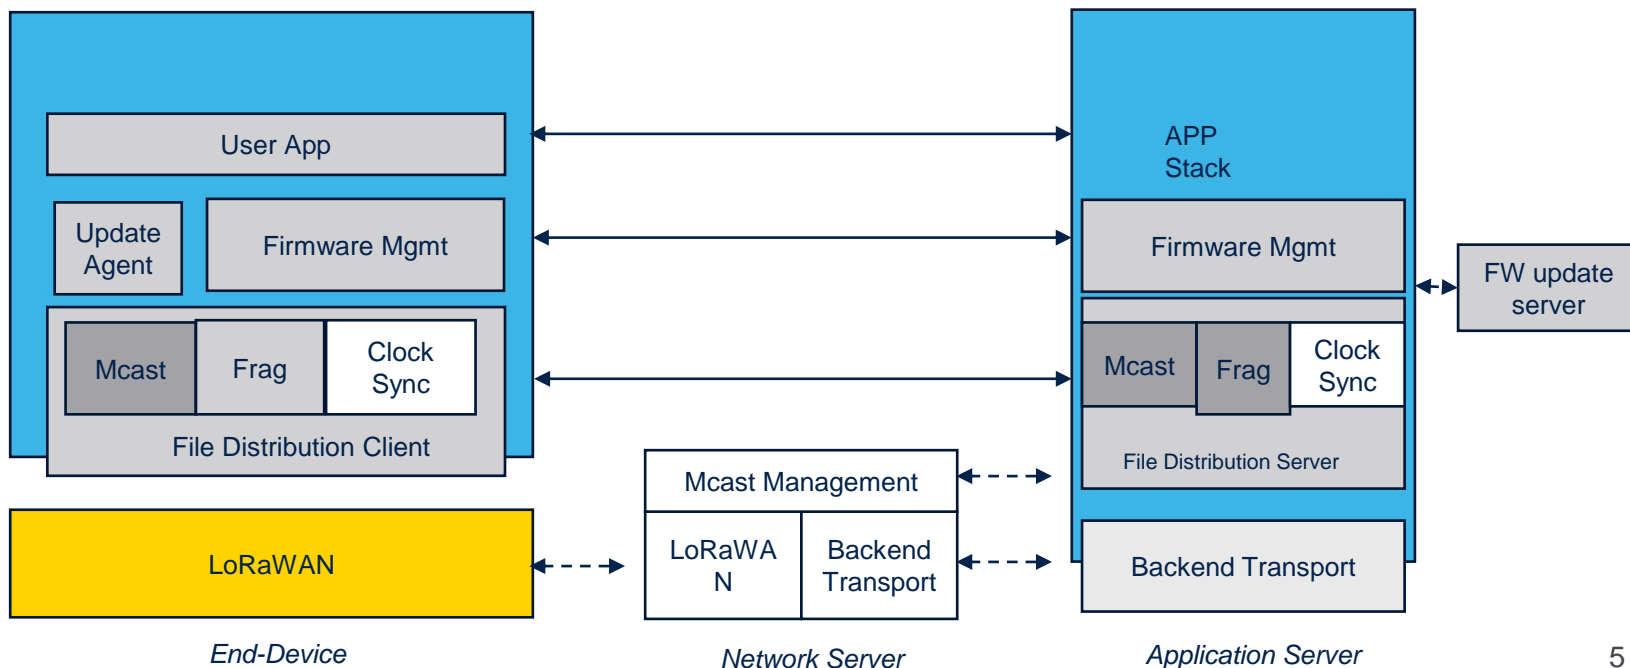 User App
Update
Agent
Firmware Mgmt
Mcast
Frag
Clock
Sync
File Distribution Client
LoRaWAN
End-Device
Mcast Management
LoRaWA
N
Backend
Transport
Network Server
APP
Stack
Firmware Mgmt
Mcast
Frag
Clock
Sync
File Distribution Server
Backend Transport
Application Server
FW update
server
5